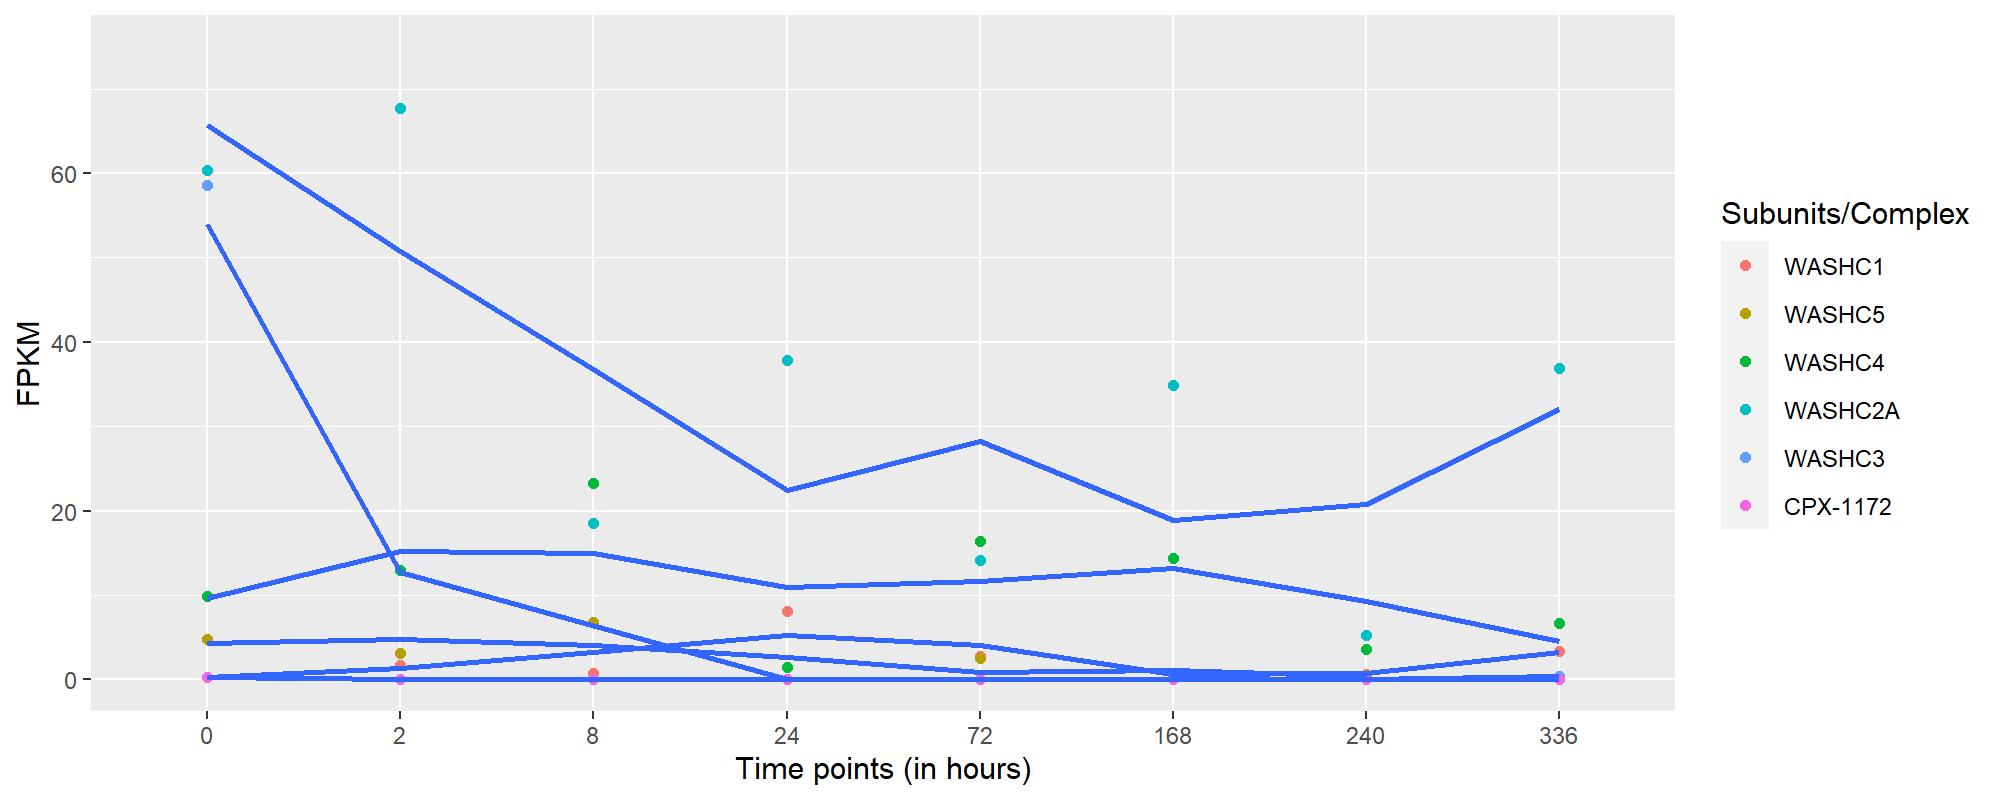 FPKM
60
40
20
0
0 2 8 24 72 168 240 336
Time points (in hours)
Subunits/Complex
WASHC1
WASHC5
WASHC4
WASHC2A
WASHC3
CPX-1172